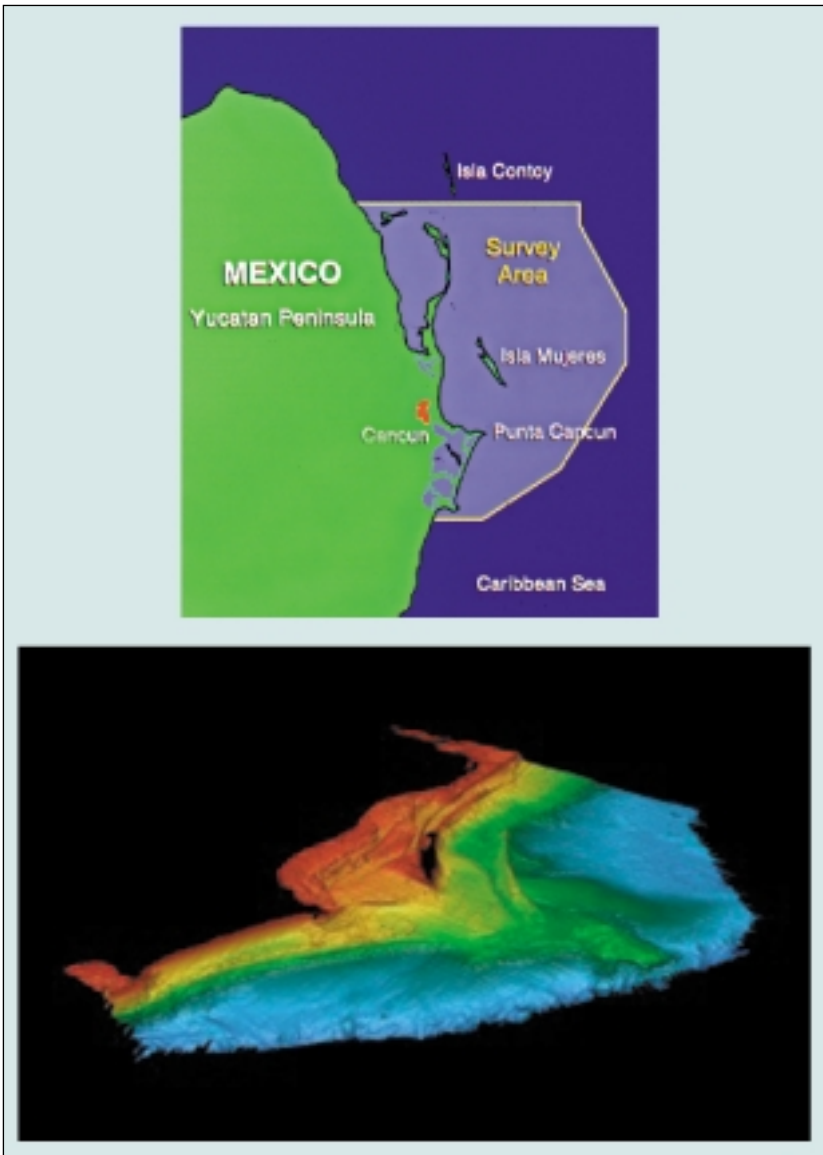 Isla Contoy
Survey
Area
MEXICO
Yucatan Peninsula
Isla Mujeres
Cancun
Punta Cancun
Caribbean Sea